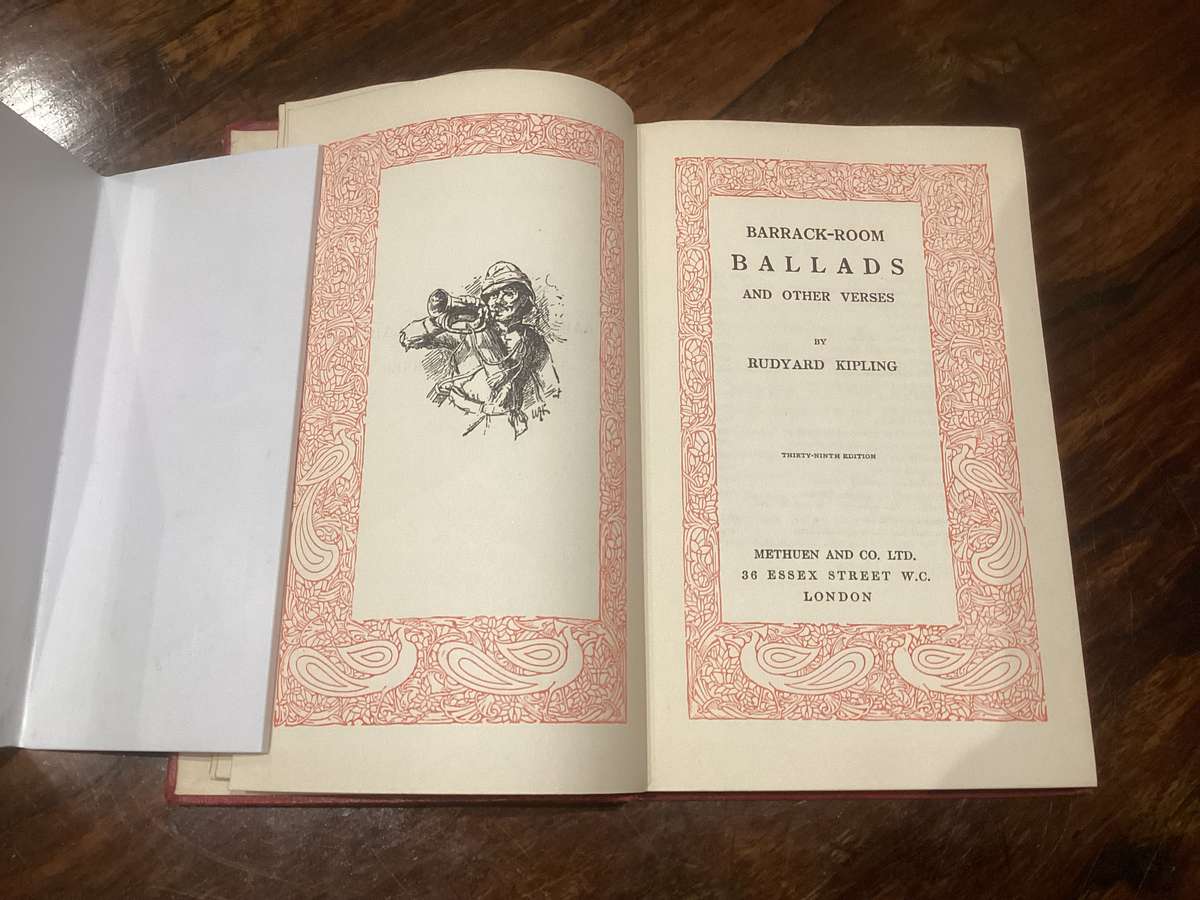 BARRACK-ROOM
BALLADS
AND OTHER VERSES
BY
RUDYARD KIPLING
THIRTY-NINTH EDITION
METHUEN AND CO. LTD.
36 ESSEX STREET W.C.
LONDON